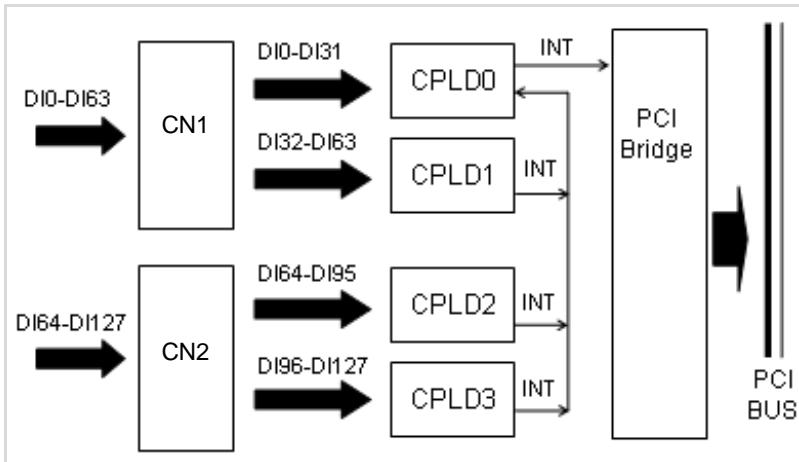 DI0-DI63
CN1
DI0-DI31
CPLD0
INT
DI32-DI63
CPLD1
INT
PCI
Bridge
DI64-DI127
CN2
DI64-DI95
CPLD2
INT
DI96-DI127
CPLD3
INT
PCI
BUS